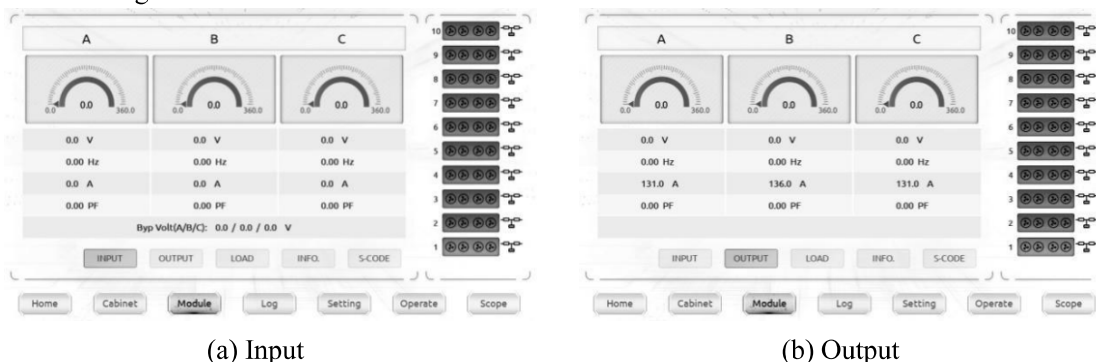 A B C
0.0 0.0 360.0 0.0 0.0 360.0 0.0 0.0 360.0
0.0 V 0.0 V 0.0 V
0.00 Hz 0.00 Hz 0.00 Hz
0.0 A 0.0 A 0.0 A
0.00 PF 0.00 PF 0.00 PF
Byp Volt(A/B/C): 0.0 / 0.0 / 0.0 V
INPUT OUTPUT LOAD INFO. S-CODE
10
9
8
7
6
5
4
3
2
1
Home Cabinet Module Log Setting Operate Scope
(a) Input
A B C
0.0 0.0 360.0 0.0 0.0 360.0 0.0 0.0 360.0
0.0 V 0.0 V 0.0 V
0.00 Hz 0.00 Hz 0.00 Hz
131.0 A 136.0 A 131.0 A
0.00 PF 0.00 PF 0.00 PF
INPUT OUTPUT LOAD INFO. S-CODE
10
9
8
7
6
5
4
3
2
1
Home Cabinet Module Log Setting Operate Scope
(b) Output